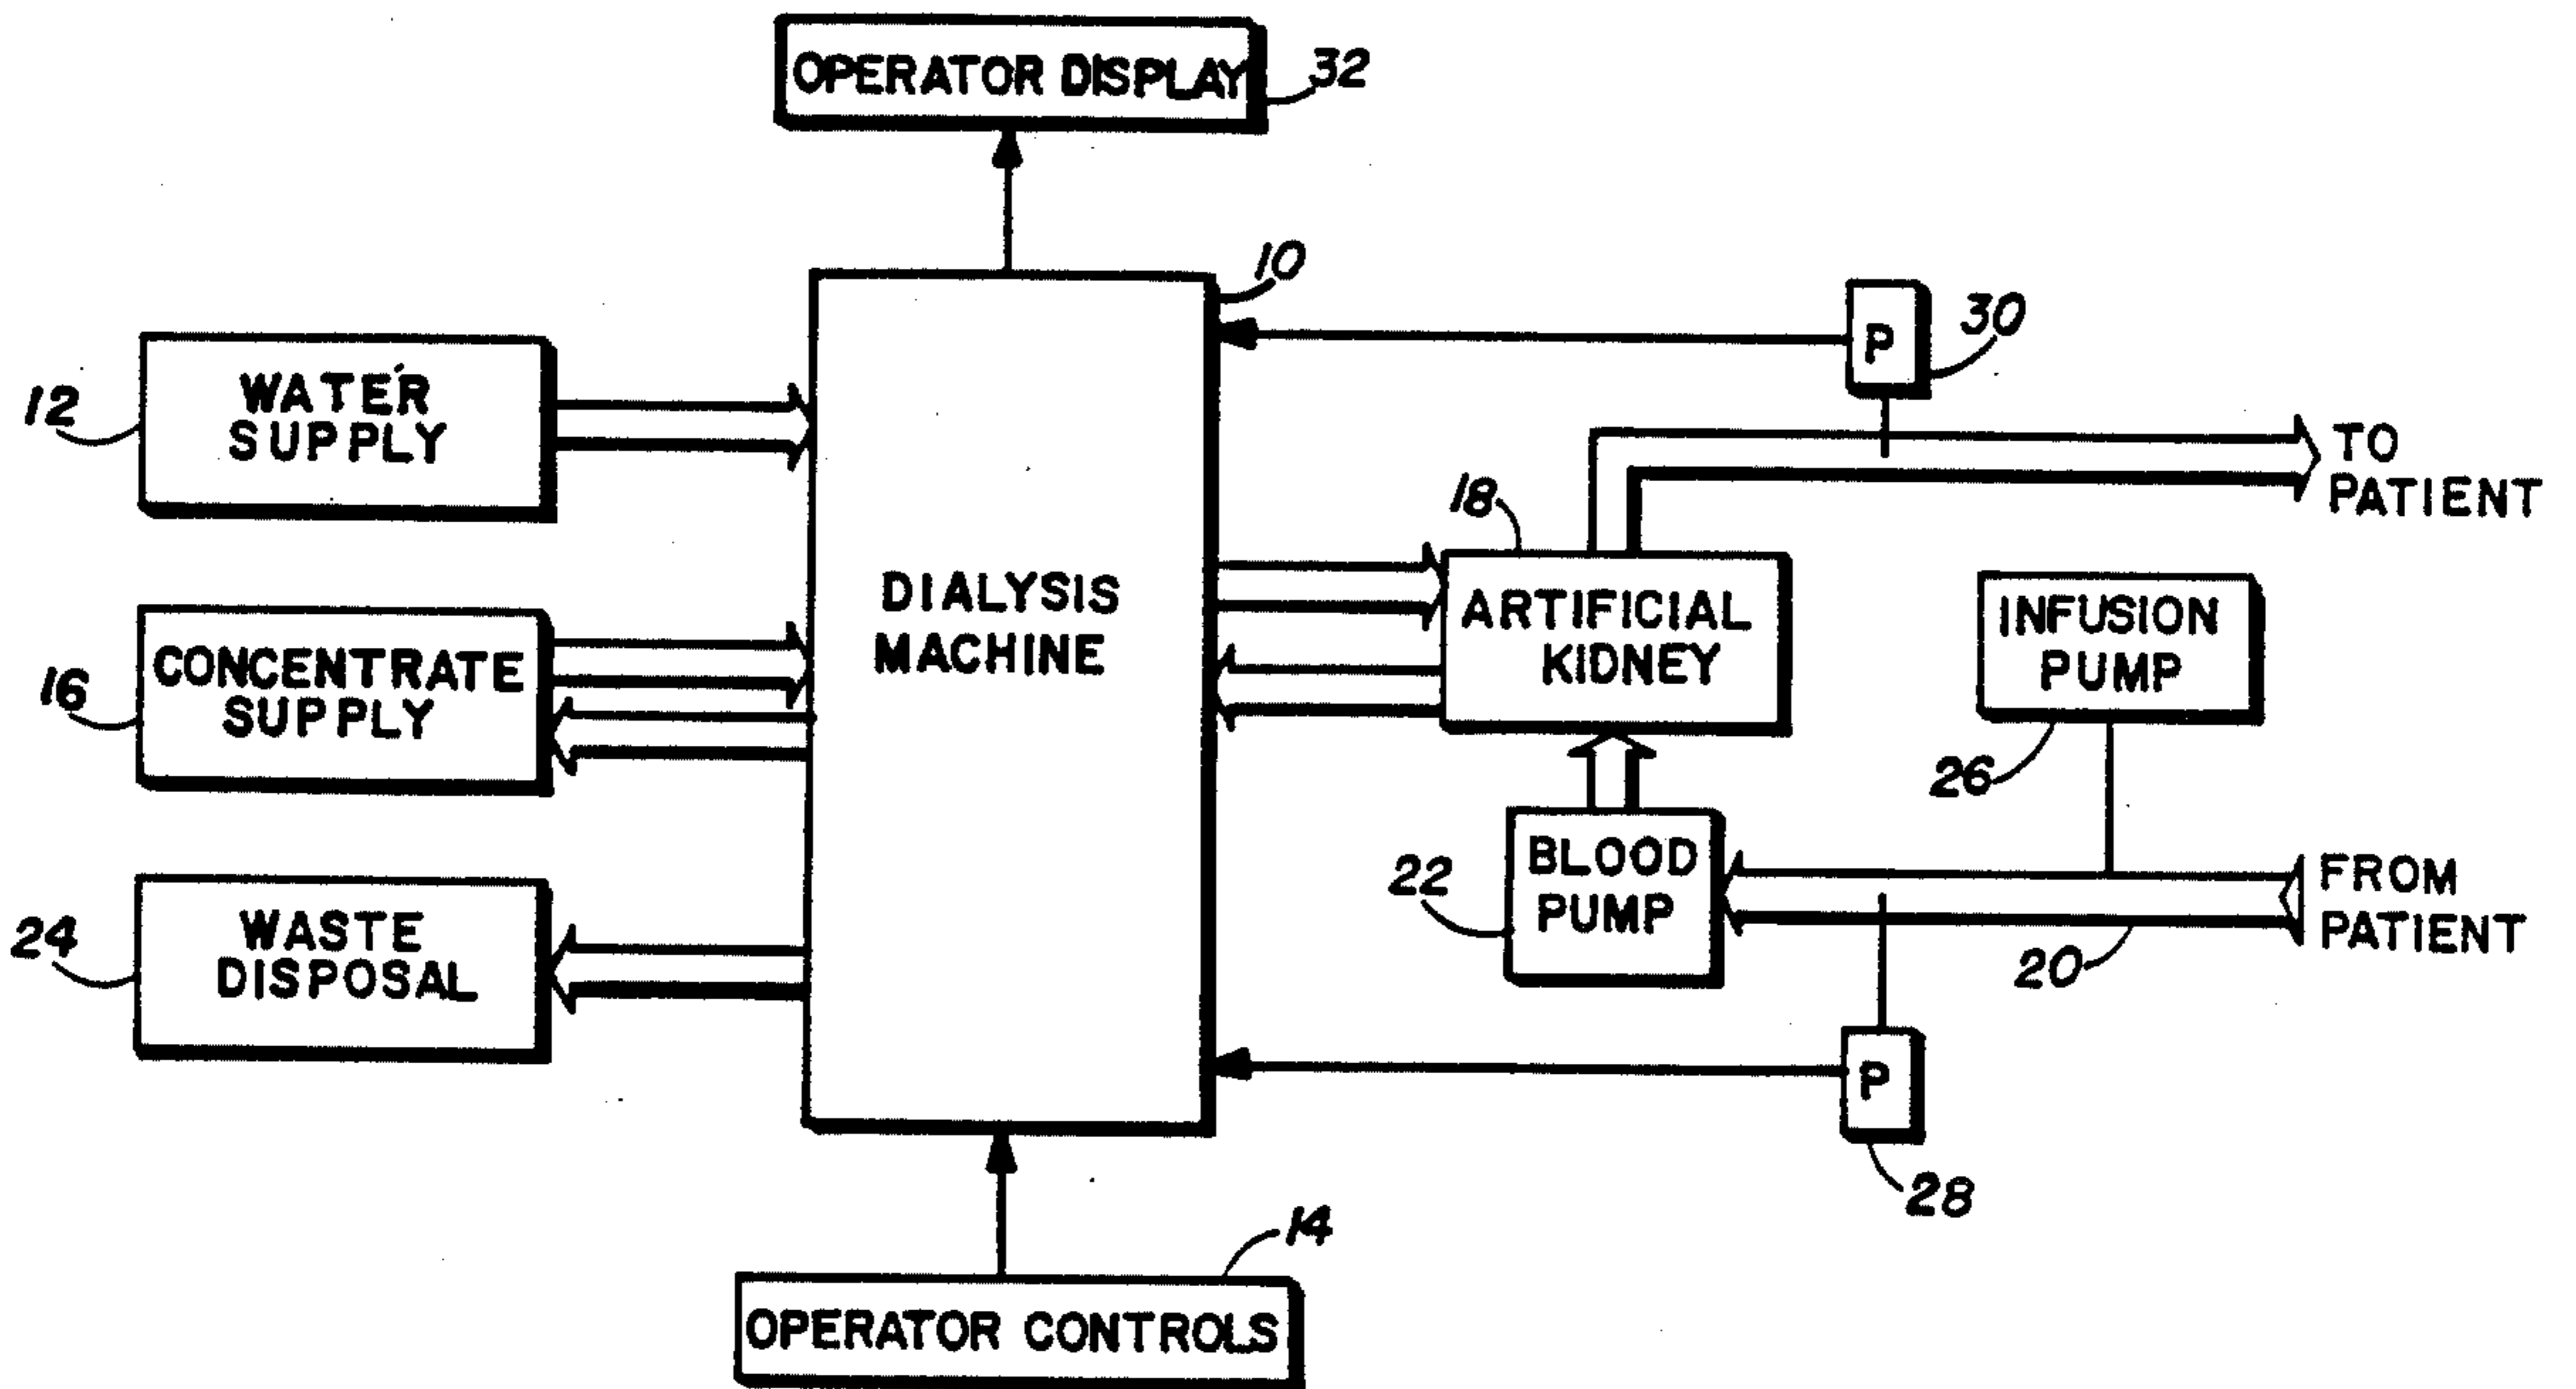 OPERATOR DISPLAY
32
10
P
30
WATER
SUPPLY
12
TO
PATIENT
18
DIALYSIS
MACHINE
ARTIFICIAL
KIDNEY
INFUSION
PUMP
26
CONCENTRATE
SUPPLY
16
BLOOD
PUMP
22
FROM
PATIENT
20
WASTE
DISPOSAL
24
P
28
14
OPERATOR CONTROLS